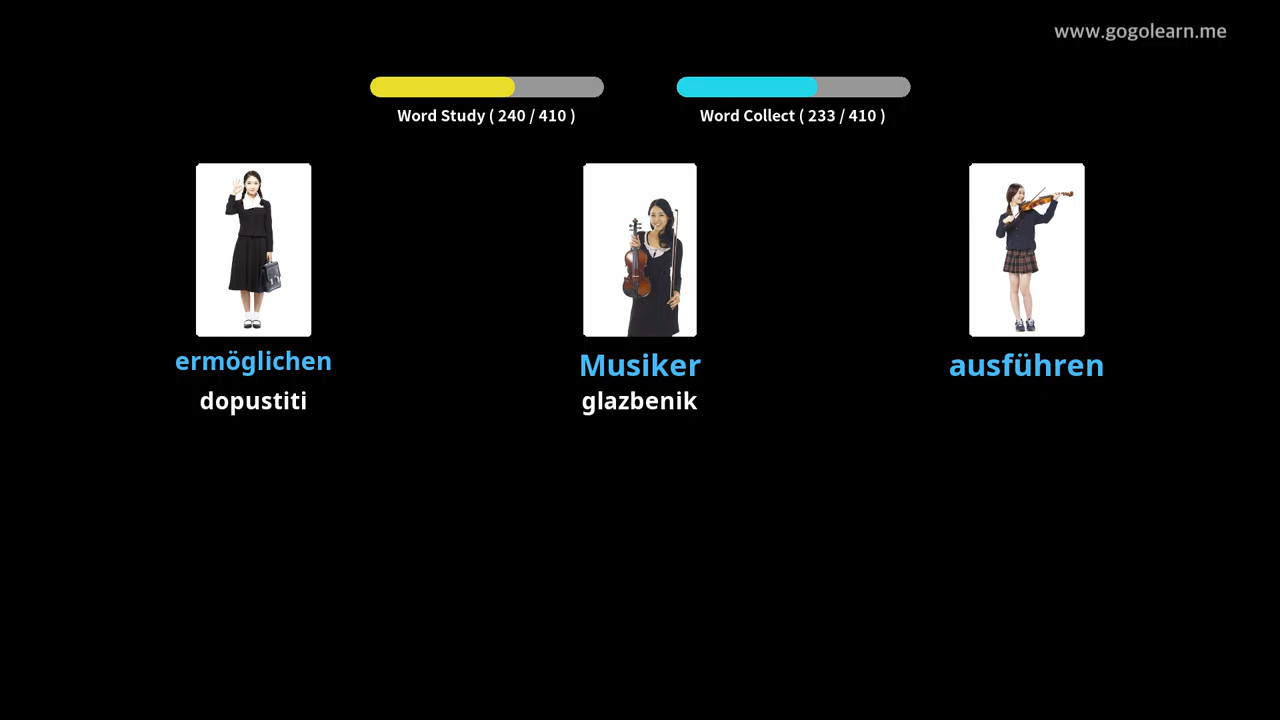 www.gogolearn.me
Word Study ( 240 / 410 )
Word Collect ( 233 / 410 )
ermöglichen
dopustiti
Musiker
glazbenik
ausführen